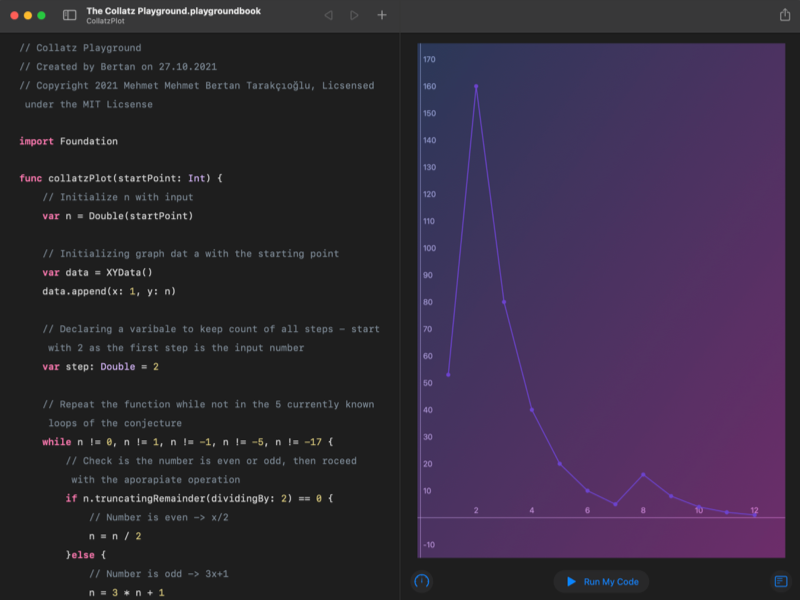 The Collatz Playground.playgroundbook
CollatzPlot
// Collatz Playground
// Created by Bertan on 27.10.2021
// Copyright 2021 Mehmet Mehmet Bertan Tarakçıoğlu, Licsensed
under the MIT Licsense
import Foundation
func collatzPlot(startPoint: Int) {
// Initialize n with input
var n = Double(startPoint)
// Initializing graph dat a with the starting point
var data = XYData()
data.append(x: 1, y: n)
// Declaring a varibale to keep count of all steps – start
with 2 as the first step is the input number
var step: Double = 2
// Repeat the function while not in the 5 currently known
loops of the conjecture
while n != 0, n != 1, n != -1, n != -5, n != -17 {
// Check is the number is even or odd, then roceed
with the aporapiate operation
if n.truncatingRemainder(dividingBy: 2) == 0 {
// Number is even -> x/2
n = n / 2
}else {
// Number is odd -> 3x+1
n = 3 * n + 1
170
160
150
140
130
120
110
100
90
80
70
60
50
40
30
20
10
2 4 6 8 10 12
-10
Run My Code